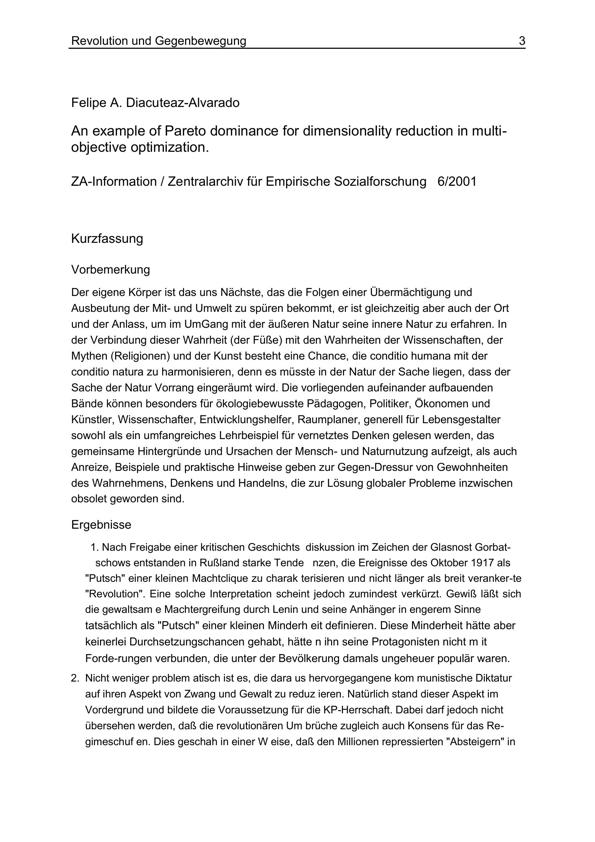 Revolution und Gegenbewegung 3
Felipe A. Diacuteaz-Alvarado
An example of Pareto dominance for dimensionality reduction in multi-
objective optimization.
ZA-Information / Zentralarchiv für Empirische Sozialforschung 6/2001
Kurzfassung
Vorbemerkung
Der eigene Körper ist das uns Nächste, das die Folgen einer Übermächtigung und
Ausbeutung der Mit- und Umwelt zu spüren bekommt, er ist gleichzeitig aber auch der Ort
und der Anlass, um im UmGang mit der äußeren Natur seine innere Natur zu erfahren. In
der Verbindung dieser Wahrheit (der Füße) mit den Wahrheiten der Wissenschaften, der
Mythen (Religionen) und der Kunst besteht eine Chance, die conditio humana mit der
conditio natura zu harmonisieren, denn es müsste in der Natur der Sache liegen, dass der
Sache der Natur Vorrang eingeräumt wird. Die vorliegenden aufeinander aufbauenden
Bände können besonders für ökologiebewusste Pädagogen, Politiker, Ökonomen und
Künstler, Wissenschafter, Entwicklungshelfer, Raumplaner, generell für Lebensgestalter
sowohl als ein umfangreiches Lehrbeispiel für vernetztes Denken gelesen werden, das
gemeinsame Hintergründe und Ursachen der Mensch- und Naturnutzung aufzeigt, als auch
Anreize, Beispiele und praktische Hinweise geben zur Gegen-Dressur von Gewohnheiten
des Wahrnehmens, Denkens und Handelns, die zur Lösung globaler Probleme inzwischen
obsolet geworden sind.
Ergebnisse
1. Nach Freigabe einer kritischen Geschichts diskussion im Zeichen der Glasnost Gorbat-
schows entstanden in Rußland starke Tende nzen, die Ereignisse des Oktober 1917 als
"Putsch" einer kleinen Machtclique zu charak terisieren und nicht länger als breit veranker-te
"Revolution". Eine solche Interpretation scheint jedoch zumindest verkürzt. Gewiß läßt sich
die gewaltsam e Machtergreifung durch Lenin und seine Anhänger in engerem Sinne
tatsächlich als "Putsch" einer kleinen Minderh eit definieren. Diese Minderheit hätte aber
keinerlei Durchsetzungschancen gehabt, hätte n ihn seine Protagonisten nicht m it
Forde-rungen verbunden, die unter der Bevölkerung damals ungeheuer populär waren.
2. Nicht weniger problem atisch ist es, die dara us hervorgegangene kom munistische Diktatur
auf ihren Aspekt von Zwang und Gewalt zu reduz ieren. Natürlich stand dieser Aspekt im
Vordergrund und bildete die Voraussetzung für die KP-Herrschaft. Dabei darf jedoch nicht
übersehen werden, daß die revolutionären Um brüche zugleich auch Konsens für das Re-
gimeschuf en. Dies geschah in einer W eise, daß den Millionen repressierten "Absteigern" in